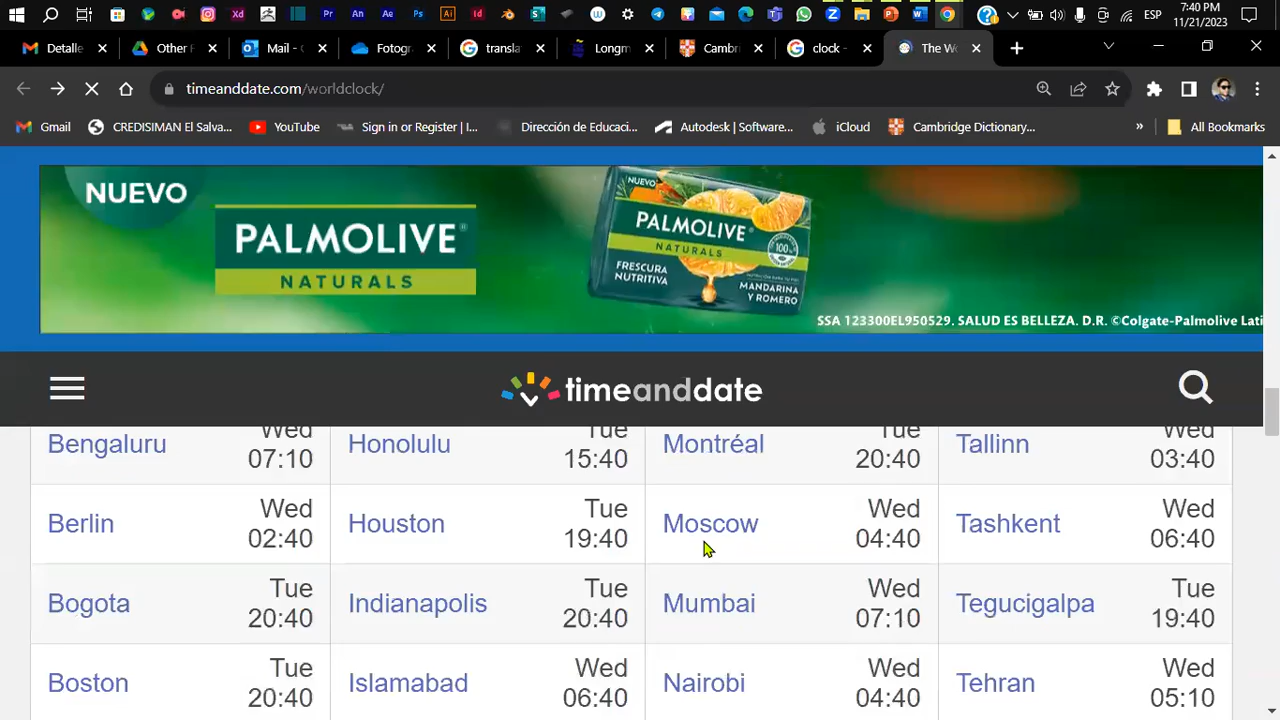 ESP
7:40 PM
11/21/2023
Detalle
Other F
Mail -
Fotogr
transla
Longm
Cambri
clock -
The Wo
timeanddate.com/worldclock/
Gmail
CREDISIMAN El Salva...
YouTube
Sign in or Register | I...
Dirección de Educaci...
Autodesk | Software...
iCloud
Cambridge Dictionary...
»
All Bookmarks
NUEVO
PALMOLIVE
NATURALS
NUEVO
PALMOLIVE
NATURALS
FRESCURA
NUTRITIVA
100%
MANDARINA
Y ROMERO
SSA 123300EL950529. SALUD ES BELLEZA. D.R. ©Colgate-Palmolive Lati
timeanddate
Bengaluru Wed 07:10 Honolulu Tue 15:40 Montréal Tue 20:40 Tallinn Wed 03:40
Berlin Wed 02:40 Houston Tue 19:40 Moscow Wed 04:40 Tashkent Wed 06:40
Bogota Tue 20:40 Indianapolis Tue 20:40 Mumbai Wed 07:10 Tegucigalpa Tue 19:40
Boston Tue 20:40 Islamabad Wed 06:40 Nairobi Wed 04:40 Tehran Wed 05:10